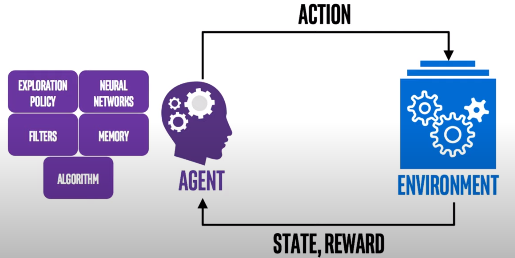 ACTION
EXPLORATION
POLICY
NEURAL
NETWORKS
FILTERS
MEMORY
ALGORITHM
AGENT
ENVIRONMENT
STATE, REWARD